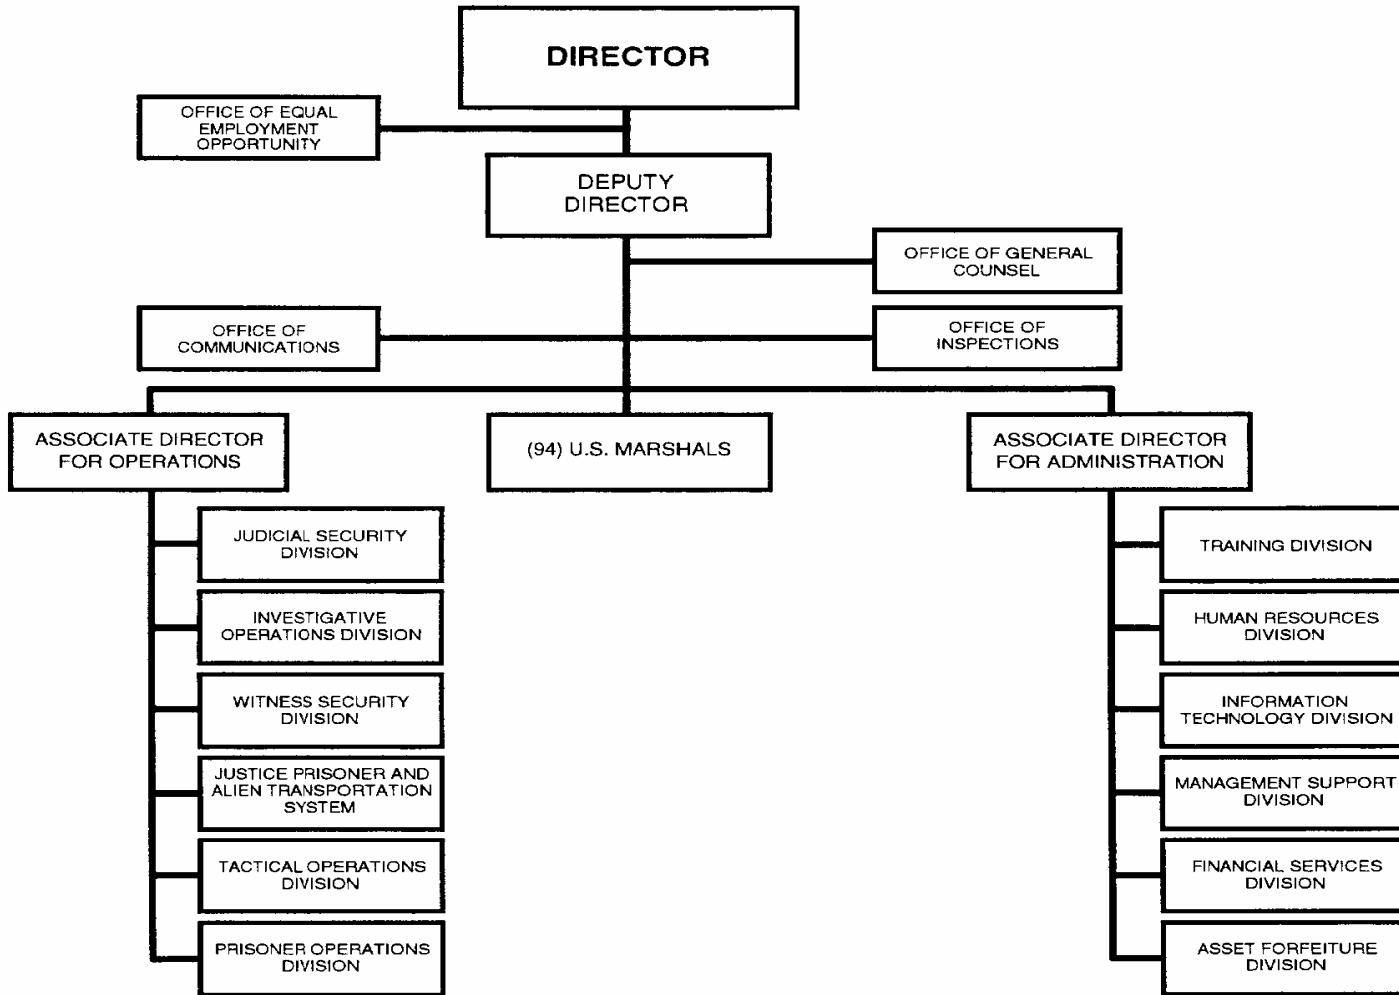 DIRECTOR
OFFICE OF EQUAL
EMPLOYMENT
OPPORTUNITY
DEPUTY
DIRECTOR
OFFICE OF GENERAL
COUNSEL
OFFICE OF
COMMUNICATIONS
OFFICE OF
INSPECTIONS
ASSOCIATE DIRECTOR
FOR OPERATIONS
(94) U.S. MARSHALS
ASSOCIATE DIRECTOR
FOR ADMINISTRATION
JUDICIAL SECURITY
DIVISION
INVESTIGATIVE
OPERATIONS DIVISION
WITNESS SECURITY
DIVISION
JUSTICE PRISONER AND
ALIEN TRANSPORTATION
SYSTEM
TACTICAL OPERATIONS
DIVISION
PRISONER OPERATIONS
DIVISION
TRAINING DIVISION
HUMAN RESOURCES
DIVISION
INFORMATION
TECHNOLOGY DIVISION
MANAGEMENT SUPPORT
DIVISION
FINANCIAL SERVICES
DIVISION
ASSET FORFEITURE
DIVISION